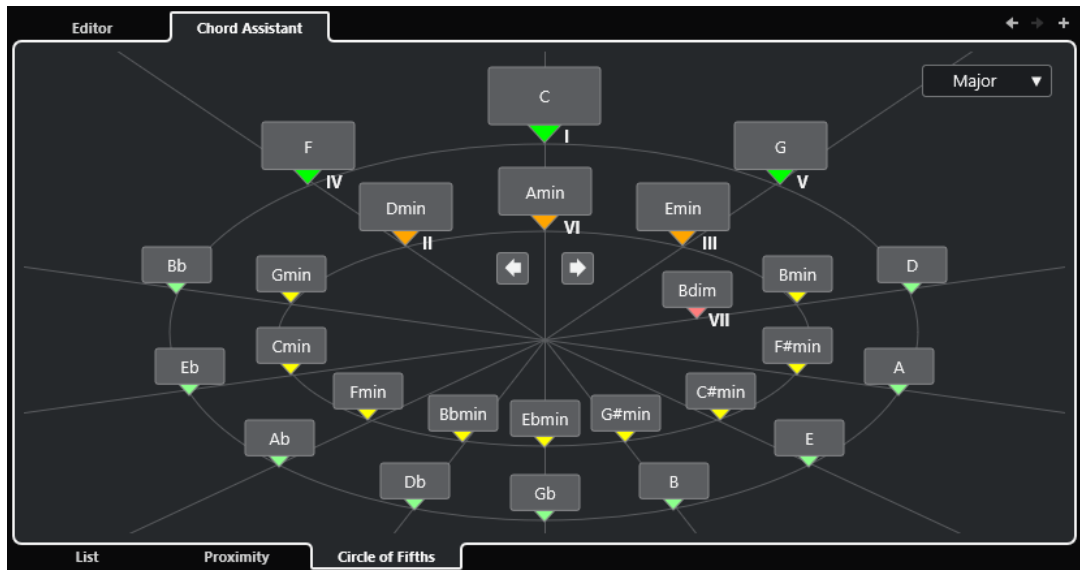 Editor
Chord Assistant
Major
C
I
F
IV
G
V
Dmin
II
Amin
VI
Emin
III
Bb
Gmin
Bdim
VII
Bmin
D
Eb
Cmin
F#min
A
Fmin
C#min
Ab
Bbmin
Ebmin
G#min
E
Db
Gb
B
List
Proximity
Circle of Fifths